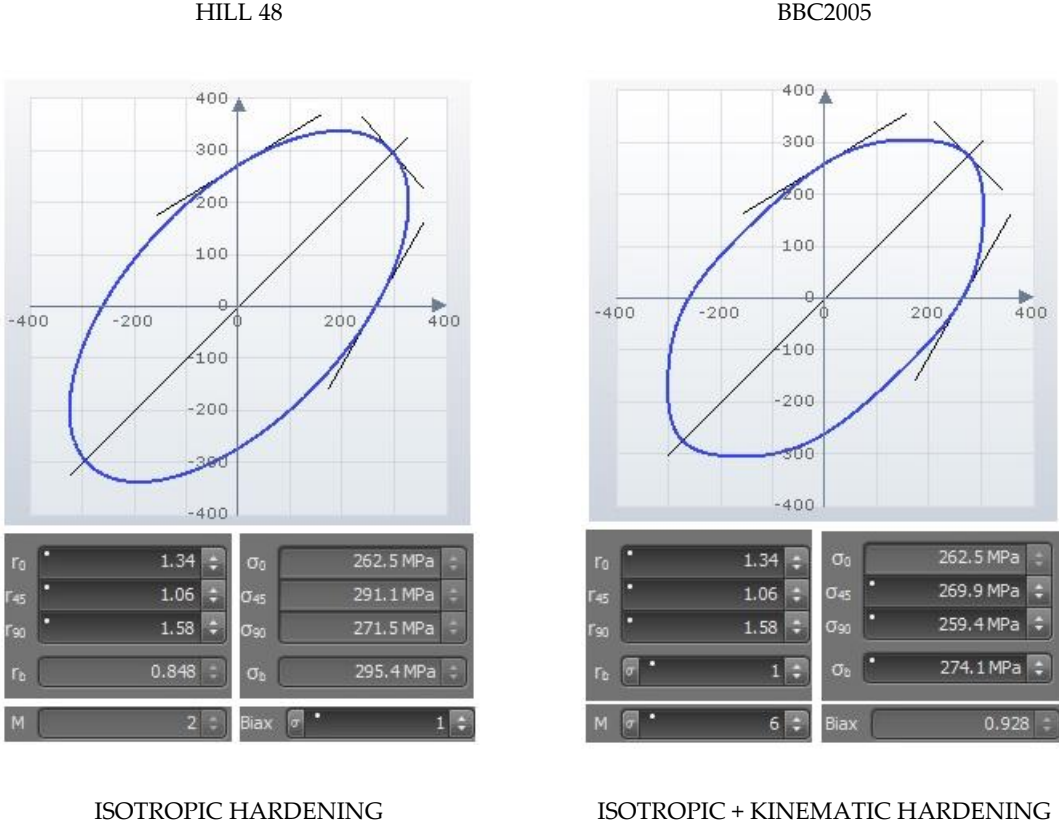 HILL 48
BBC2005
400
300
200
100
0
-400
-200
0
200
400
-100
-200
-300
-400
400
300
200
100
0
-400
-200
0
200
400
-100
-200
-300
-400
r0 1.34 σ0 262.5 MPa
r45 1.06 σ45 291.1 MPa
r90 1.58 σ90 271.5 MPa
rb 0.848 σb 295.4 MPa
M 2 Biax σ 1
r0 1.34 σ0 262.5 MPa
r45 1.06 σ45 269.9 MPa
r90 1.58 σ90 259.4 MPa
rb σ 1 σb 274.1 MPa
M σ 6 Biax 0.928
ISOTROPIC HARDENING
ISOTROPIC + KINEMATIC HARDENING